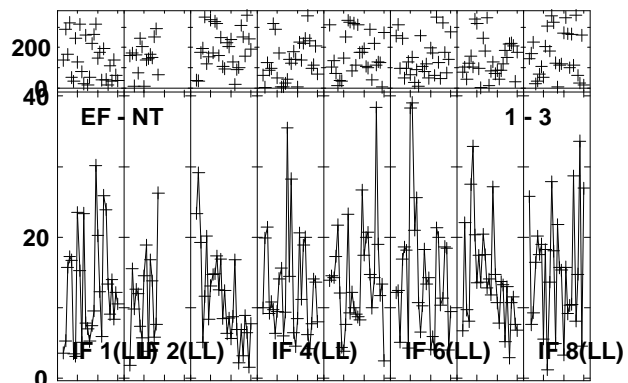 200
0
40
EF - NT
1 - 3
20
IF 1(LL)
IF 2(LL)
IF 4(LL)
IF 6(LL)
IF 8(LL)
0